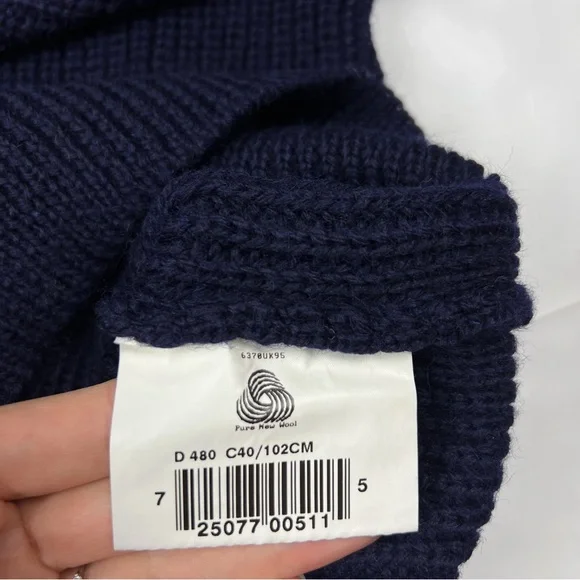 6370UX95
Pure New Wool
D 480 C40/102CM
7 25077 00511 5